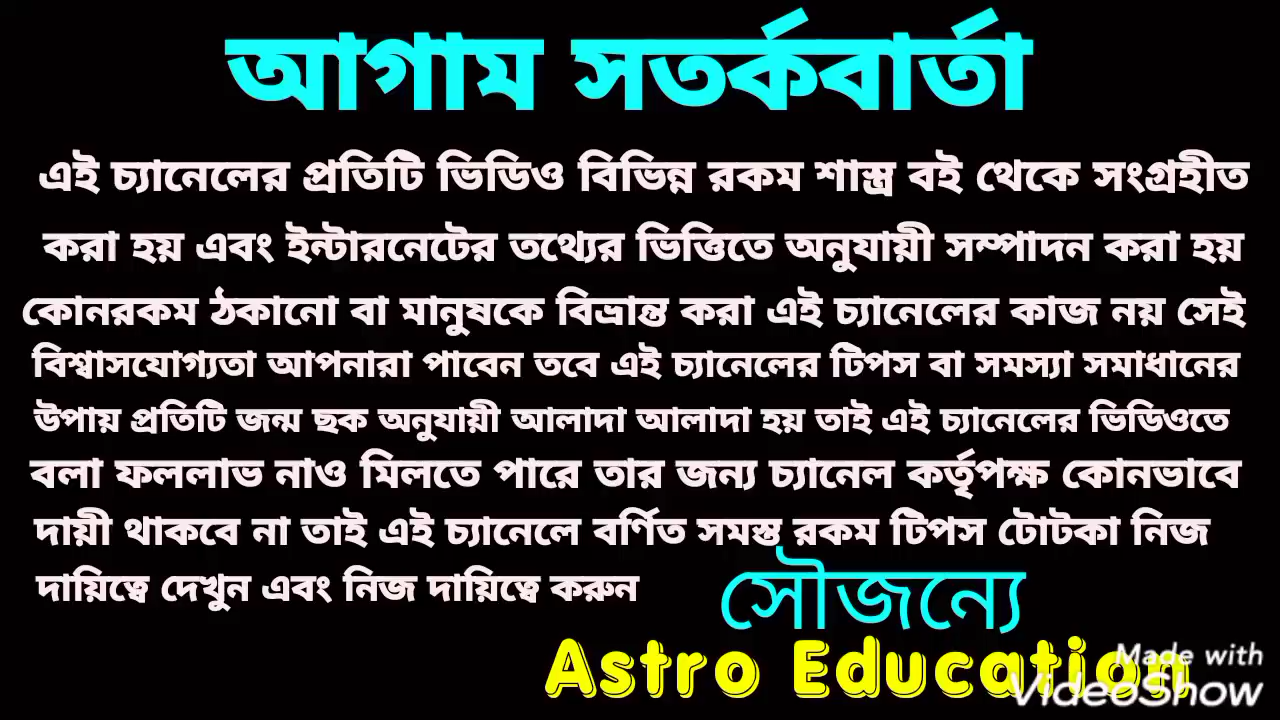 আগাম সতর্কবার্তা
এই চ্যানেলের প্রতিটি ভিডিও বিভিন্ন রকম শাস্ত্র বই থেকে সংগ্রহীত
করা হয় এবং ইন্টারনেটের তথ্যের ভিত্তিতে অনুযায়ী সম্পাদন করা হয়
কোনরকম ঠকানো বা মানুষকে বিভ্রান্ত করা এই চ্যানেলের কাজ নয় সেই
বিশ্বাসযোগ্যতা আপনারা পাবেন তবে এই চ্যানেলের টিপস বা সমস্যা সমাধানের
উপায় প্রতিটি জন্ম ছক অনুযায়ী আলাদা আলাদা হয় তাই এই চ্যানেলের ভিডিওতে
বলা ফললাভ নাও মিলতে পারে তার জন্য চ্যানেল কর্তৃপক্ষ কোনভাবে
দায়ী থাকবে না তাই এই চ্যানেলে বর্ণিত সমস্ত রকম টিপস টোটকা নিজ
দায়িত্বে দেখুন এবং নিজ দায়িত্বে করুন
সৌজন্যে
Astro Education
Made with
VideoShow